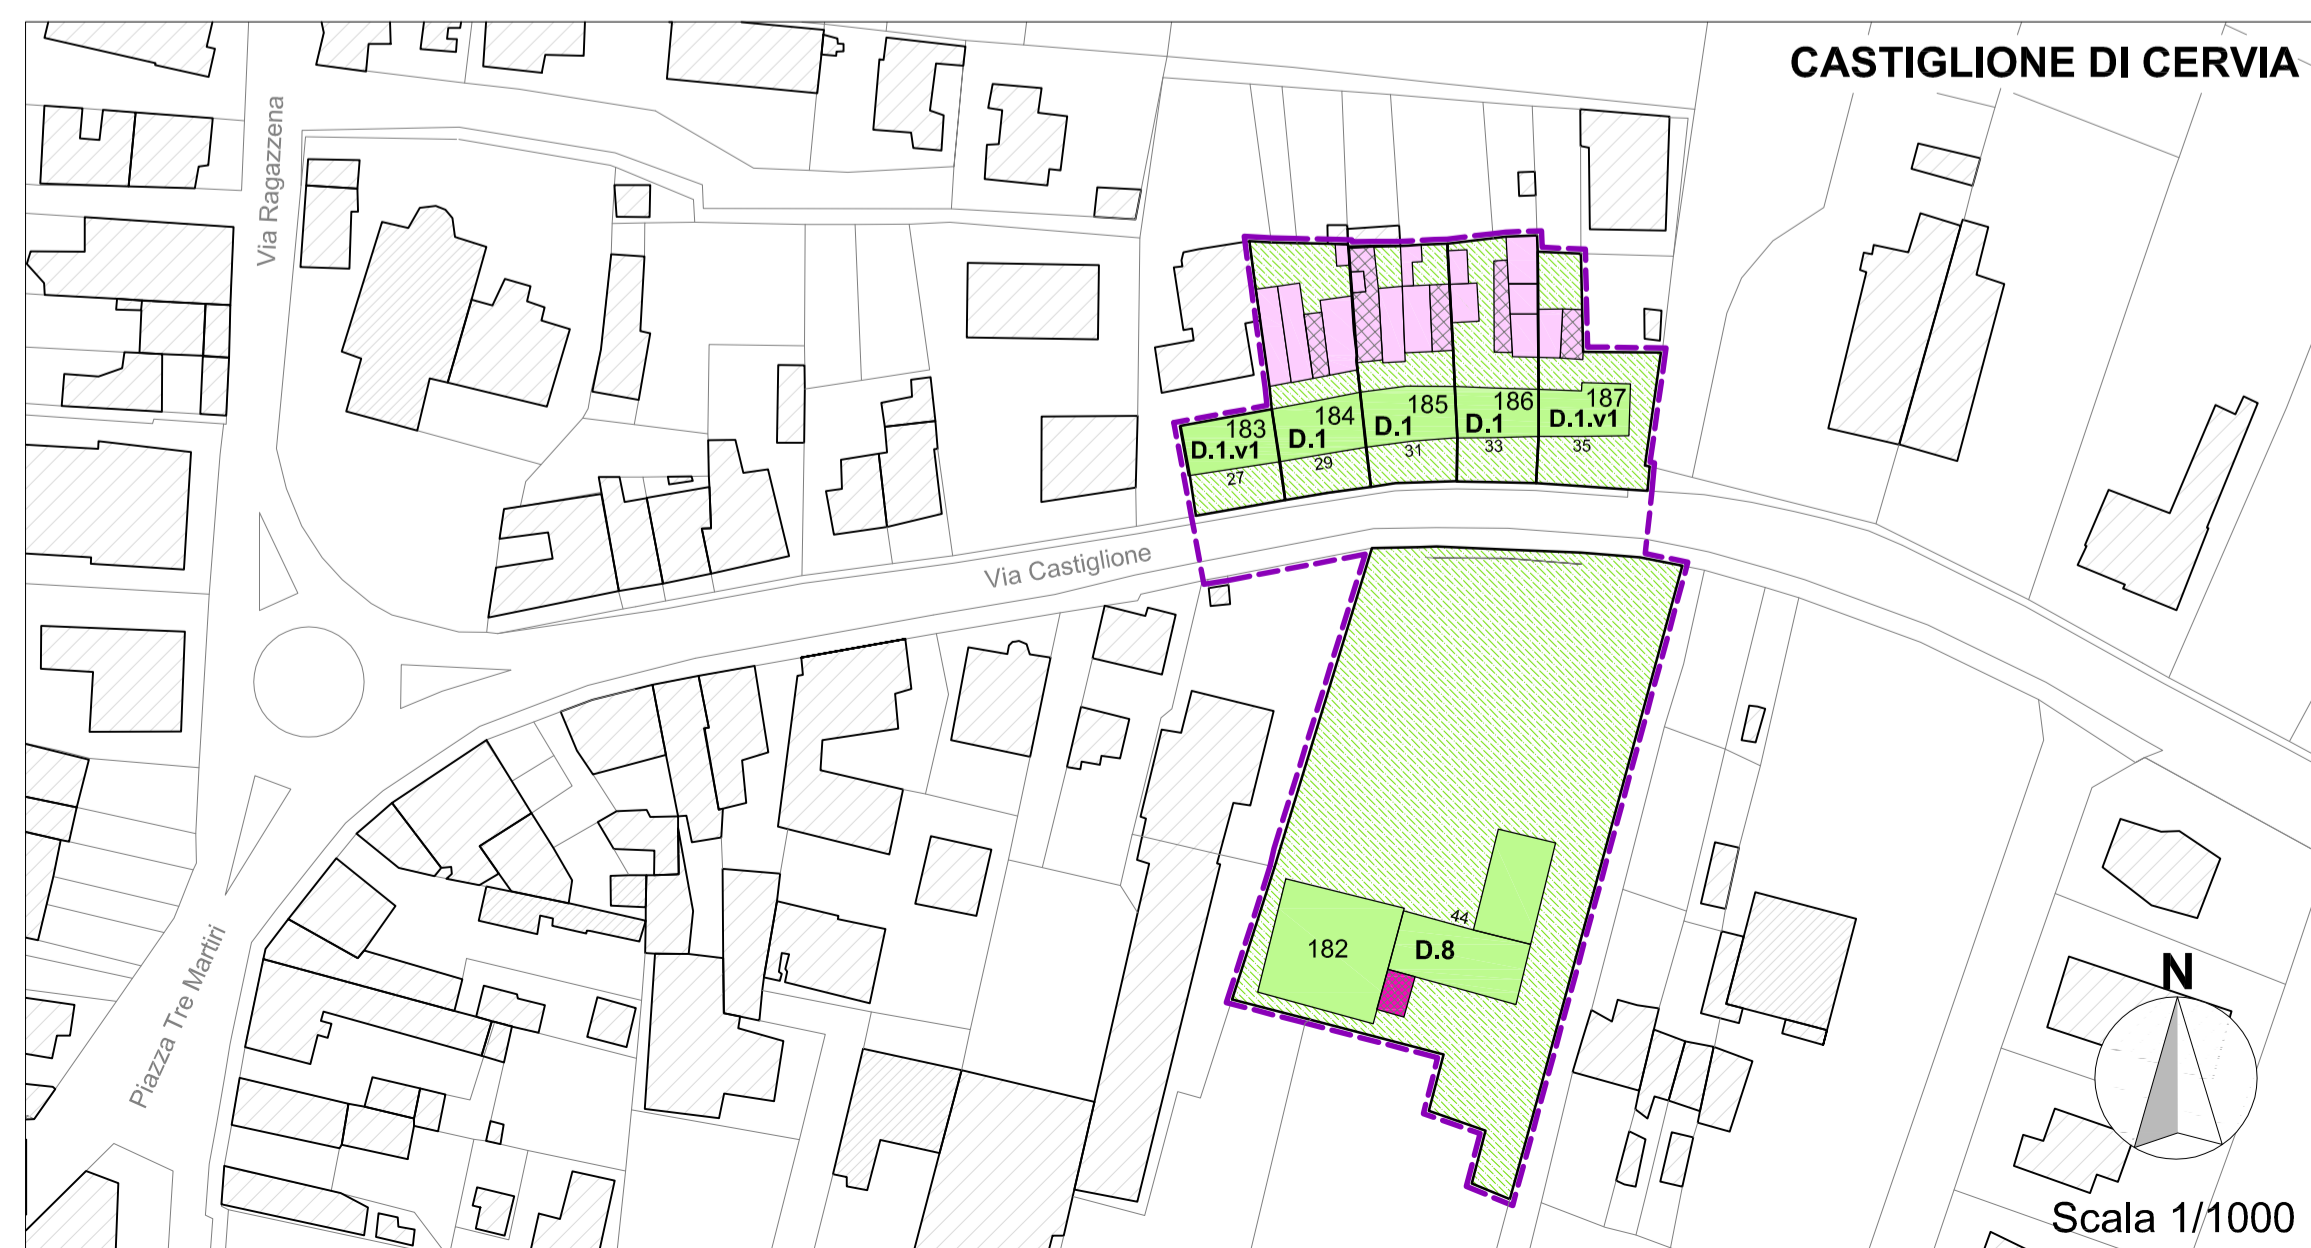 CASTIGLIONE DI CERVIA
Via Ragazzena
183
D.1.v1
27
184
D.1
29
185
D.1
31
186
D.1
33
187
D.1.v1
35
Via Castiglione
44
182
D.8
Piazza Tre Martiri
N
Scala 1/1000